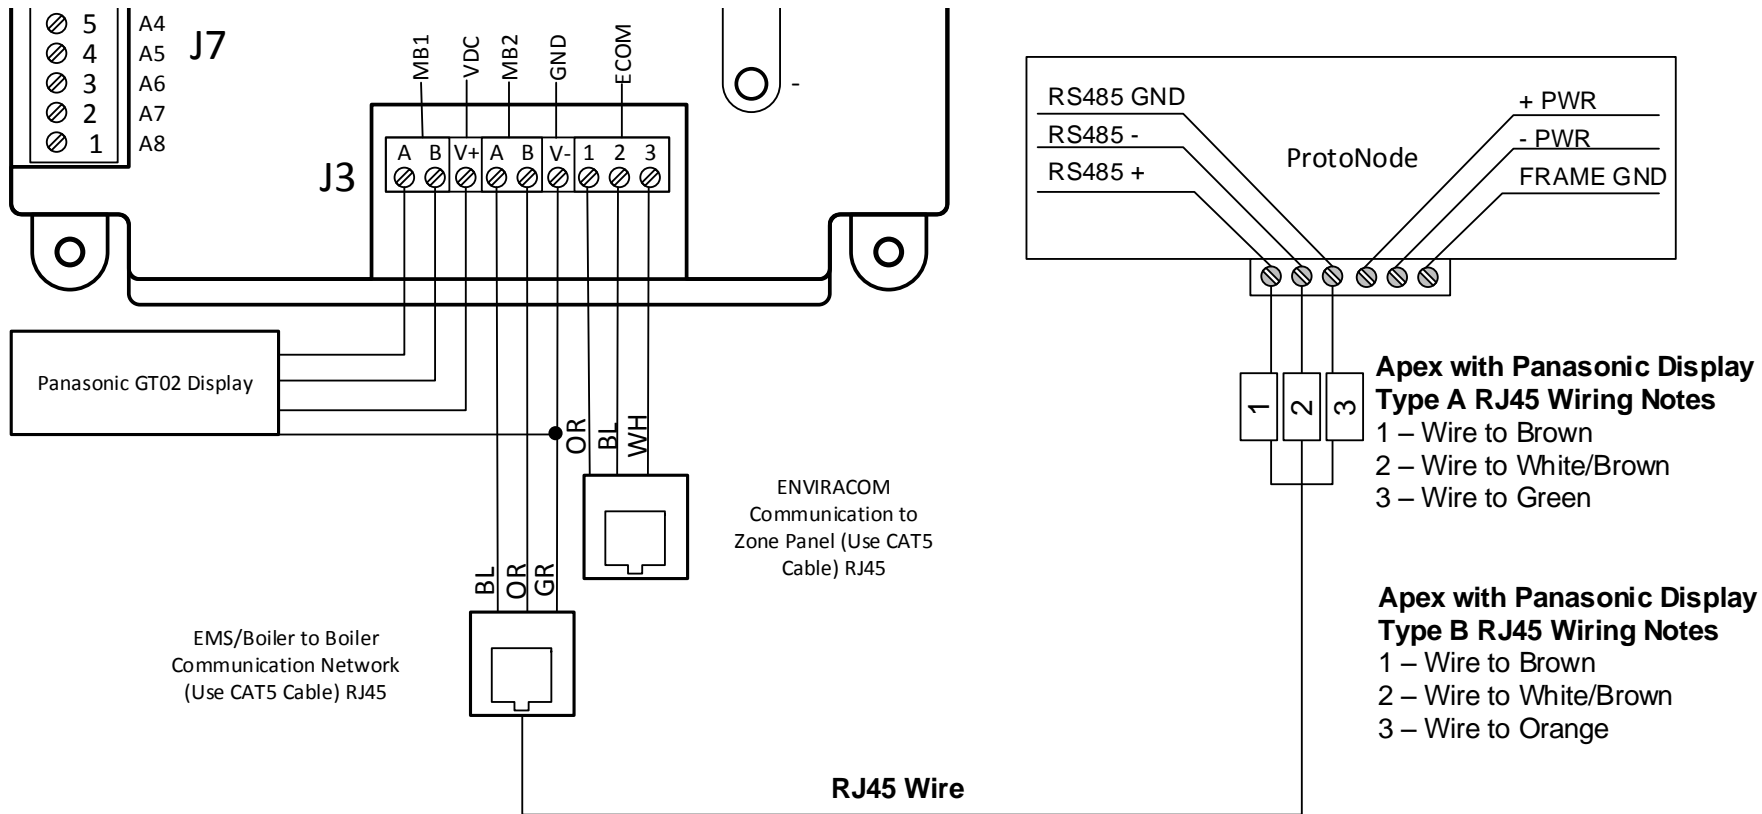 5 A4
4 A5
3 A6
2 A7
1 A8
J7
MB1
VDC
MB2
GND
ECOM
-
J3
A B V+ A B V- 1 2 3
Panasonic GT02 Display
OR
BL
WH
ENVIRACOM
Communication to
Zone Panel (Use CAT5
Cable) RJ45
BL
OR
GR
EMS/Boiler to Boiler
Communication Network
(Use CAT5 Cable) RJ45
RJ45 Wire
RS485 GND
RS485 -
RS485 +
ProtoNode
+ PWR
- PWR
FRAME GND
1
2
3
Apex with Panasonic Display
Type A RJ45 Wiring Notes
1 – Wire to Brown
2 – Wire to White/Brown
3 – Wire to Green
Apex with Panasonic Display
Type B RJ45 Wiring Notes
1 – Wire to Brown
2 – Wire to White/Brown
3 – Wire to Orange